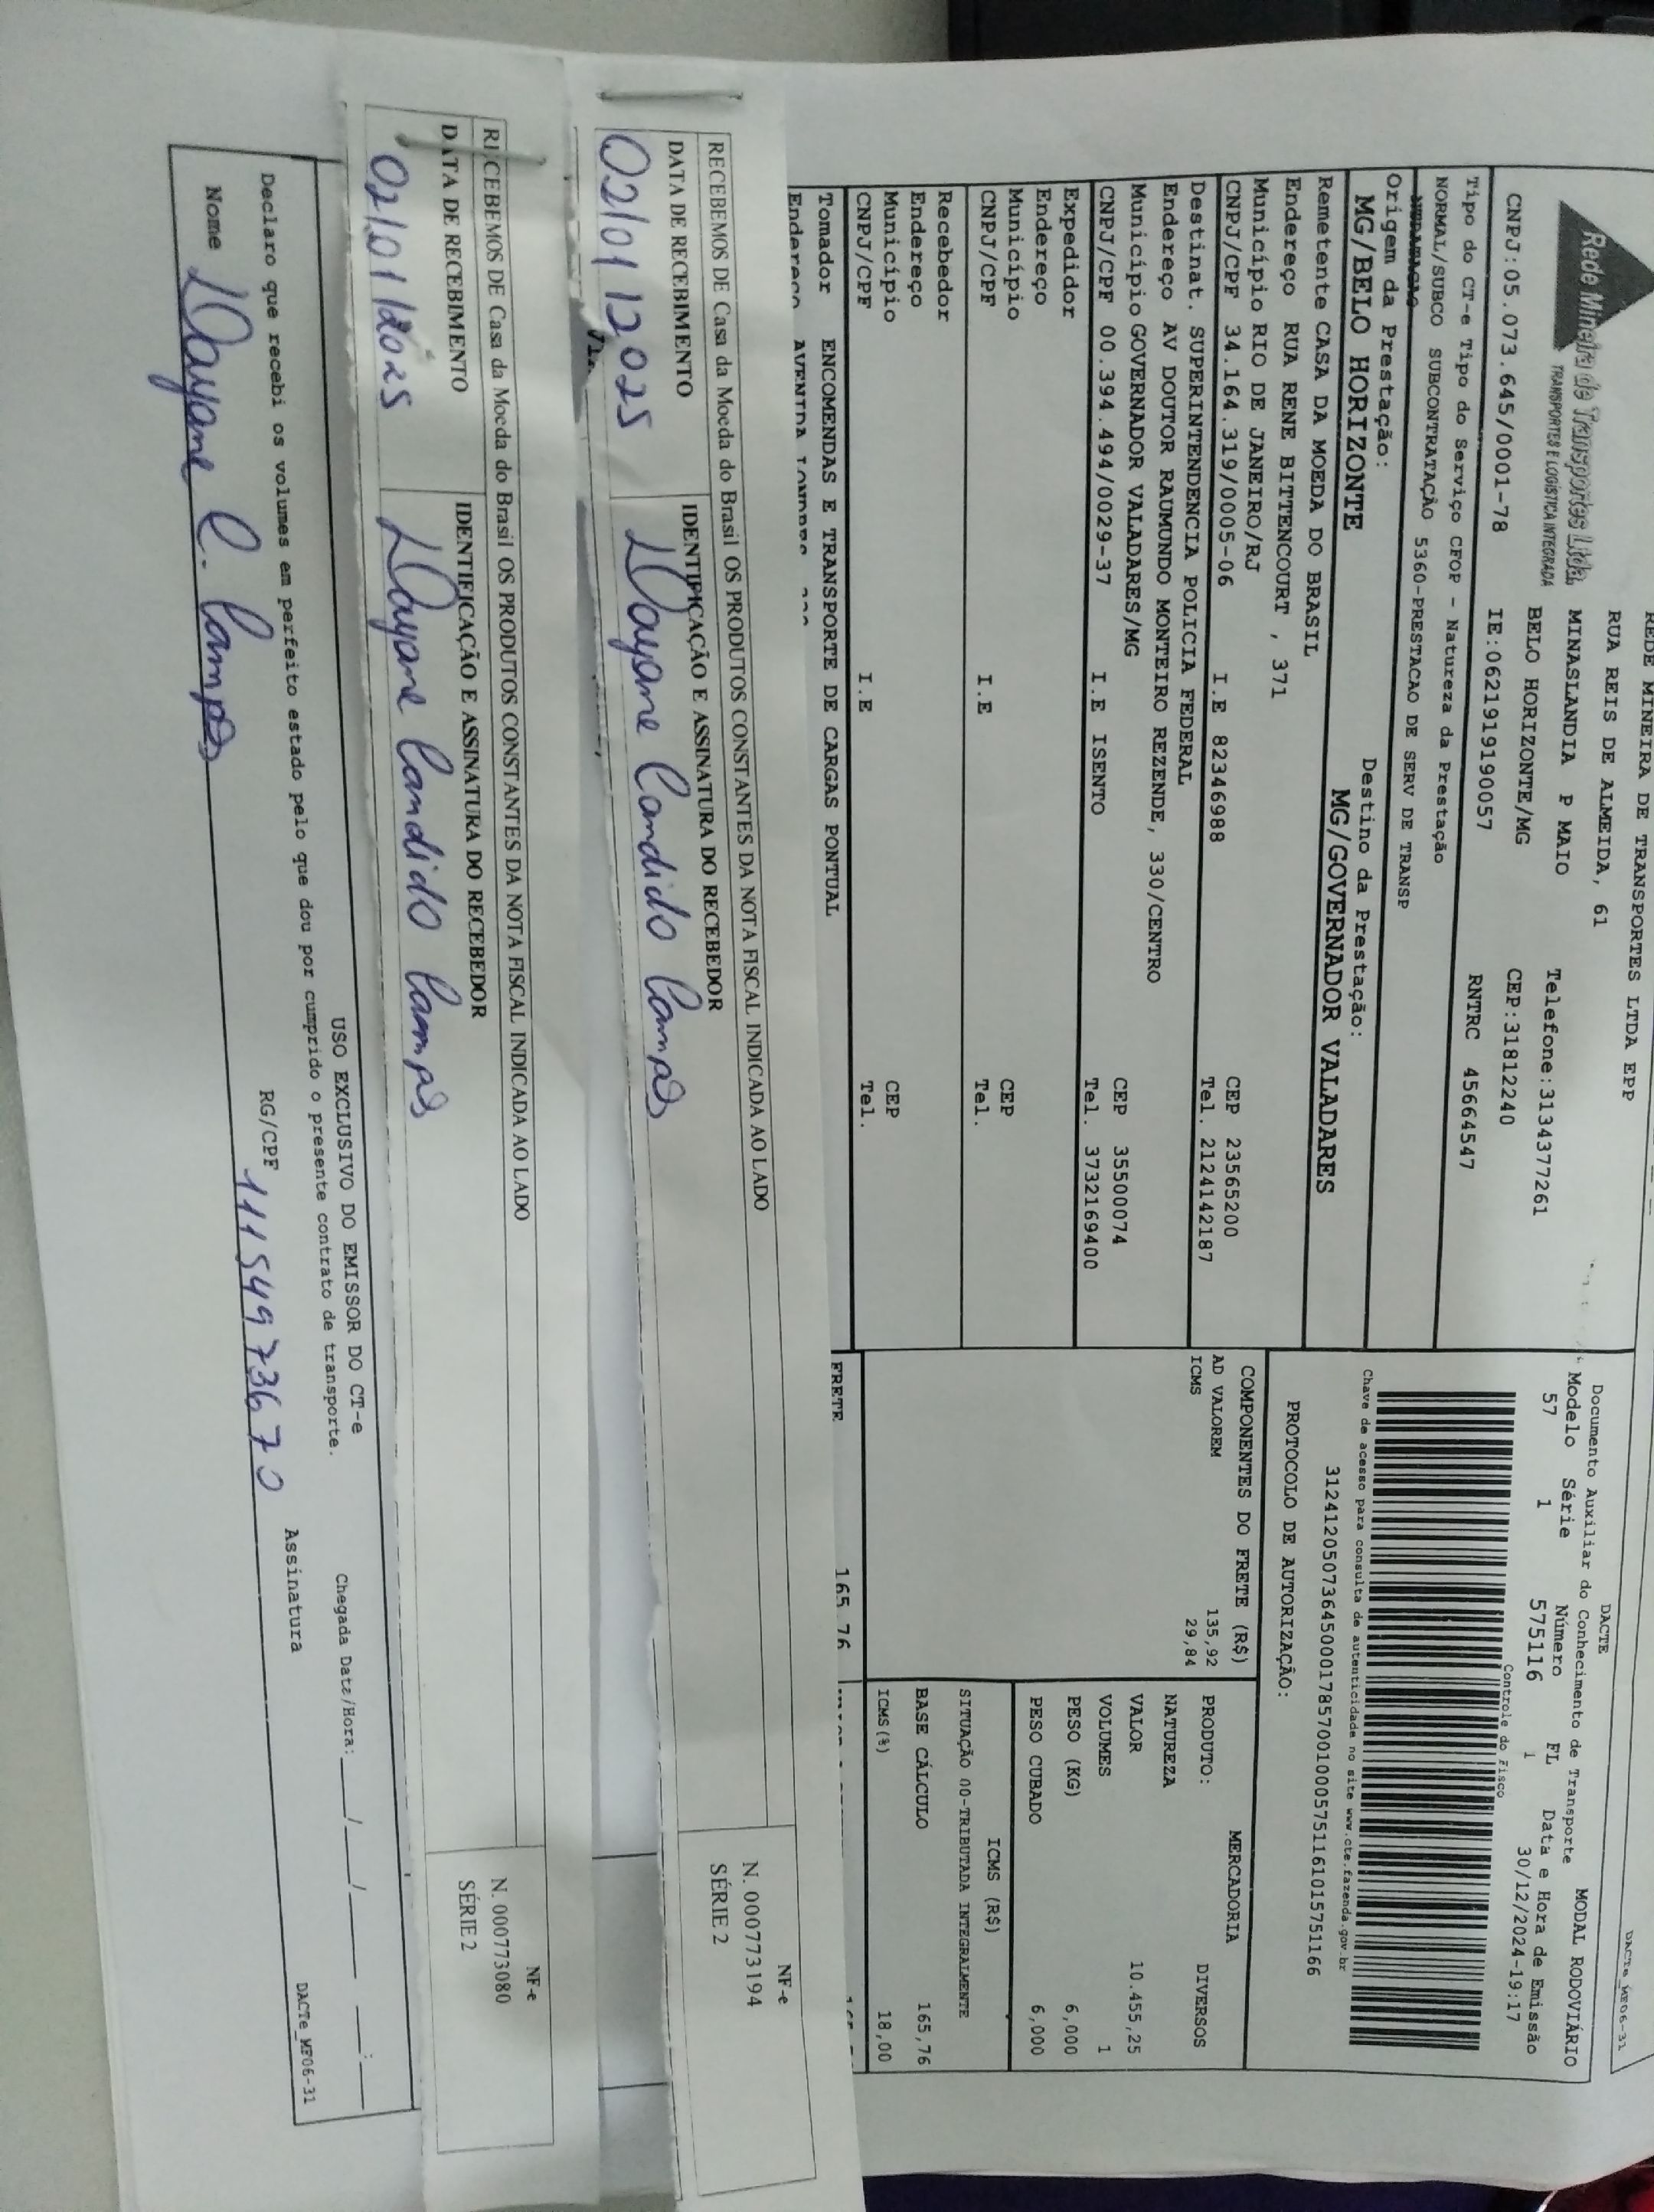 DACTe_ME06-31
REDE MINEIRA DE TRANSPORTES LTDA EPP
RUA REIS DE ALMEIDA, 61
MINASLANDIA P MAIO Telefone:3134377261
BELO HORIZONTE/MG CEP:31812240
Rede Mineira de Transportes Ltda.
TRANSPORTES E LOGÍSTICA INTEGRADA
CNPJ:05.073.645/0001-78 IE:0621919190057 RNTRC 45664547
DACTE
Documento Auxiliar do Conhecimento de Transporte MODAL RODOVIÁRIO
Modelo Série Número FL Data e Hora de Emissão
57 1 575116 1 30/12/2024-19:17
Controle do Fisco
Tipo do CT-e Tipo do Serviço CFOP - Natureza da Prestação
NORMAL/SUBCO SUBCONTRATAÇÃO 5360-PRESTACAO DE SERV DE TRANSP
Origem da Prestação: Destino da Prestação:
MG/BELO HORIZONTE MG/GOVERNADOR VALADARES
Chave de acesso para consulta de autenticidade no site www.cte.fazenda.gov.br
31241205073645000178570010005751161015751166
PROTOCOLO DE AUTORIZAÇÃO:
Remetente CASA DA MOEDA DO BRASIL
Endereço RUA RENE BITTENCOURT , 371
Município RIO DE JANEIRO/RJ CEP 23565200
CNPJ/CPF 34.164.319/0005-06 I.E 82346988 Tel. 2124142187
Destinat. SUPERINTENDENCIA POLICIA FEDERAL
Endereço AV DOUTOR RAUMUNDO MONTEIRO REZENDE, 330/CENTRO
Município GOVERNADOR VALADARES/MG CEP 35500074
CNPJ/CPF 00.394.494/0029-37 I.E ISENTO Tel. 3732169400
Expedidor
Endereço
Município CEP
CNPJ/CPF I.E Tel.
Recebedor
Endereço
Município CEP
CNPJ/CPF I.E Tel.
Tomador ENCOMENDAS E TRANSPORTE DE CARGAS PONTUAL
Endereço AVENIDA LONDRES
COMPONENTES DO FRETE (R$)
AD VALOREM 135,92
ICMS 29,84
FRETE 165,76
MERCADORIA
PRODUTO: DIVERSOS
NATUREZA
VALOR 10.455,25
VOLUMES 1
PESO (KG) 6,000
PESO CUBADO 6,000
ICMS (R$)
SITUAÇÃO 00-TRIBUTADA INTEGRALMENTE
BASE CÁLCULO 165,76
ICMS(%) 18,00
RECEBEMOS DE Casa da Moeda do Brasil OS PRODUTOS CONSTANTES DA NOTA FISCAL INDICADA AO LADO
DATA DE RECEBIMENTO IDENTIFICAÇÃO E ASSINATURA DO RECEBEDOR
02/01/2025 Dayane Candido Campos
NF-e
N. 000773194
SÉRIE 2
RECEBEMOS DE Casa da Moeda do Brasil OS PRODUTOS CONSTANTES DA NOTA FISCAL INDICADA AO LADO
DATA DE RECEBIMENTO IDENTIFICAÇÃO E ASSINATURA DO RECEBEDOR
02/01/2025 Dayane Candido Campos
NF-e
N. 000773080
SÉRIE 2
USO EXCLUSIVO DO EMISSOR DO CT-e
Declaro que recebi os volumes em perfeito estado pelo que dou por cumprido o presente contrato de transporte.
Chegada Data/Hora:___/___/____ ___:___
Nome Dayane C. Campos RG/CPF 11154973670 Assinatura
DACTe_MF06-31